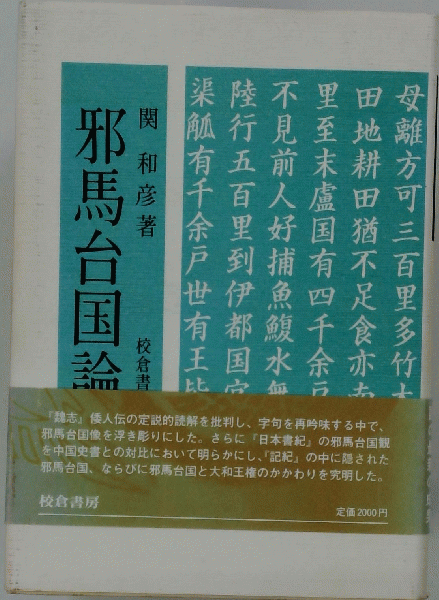 母離方可三百里多竹木
田地耕田猶不足食亦南
里至末盧国有四千余戸
不見前人好捕魚鰒水無
陸行五百里到伊都国官
渠觚有千余戸世有王皆
関和彦著
校倉書
邪馬台国論
『魏志』倭人伝の定説的読解を批判し、字句を再吟味する中で、
邪馬台国像を浮き彫りにした。さらに『日本書紀』の邪馬台国観
を中国史書との対比において明らかにし、『記紀』の中に隠された
邪馬台国、ならびに邪馬台国と大和王権のかかわりを究明した。
校倉書房
定価2000円